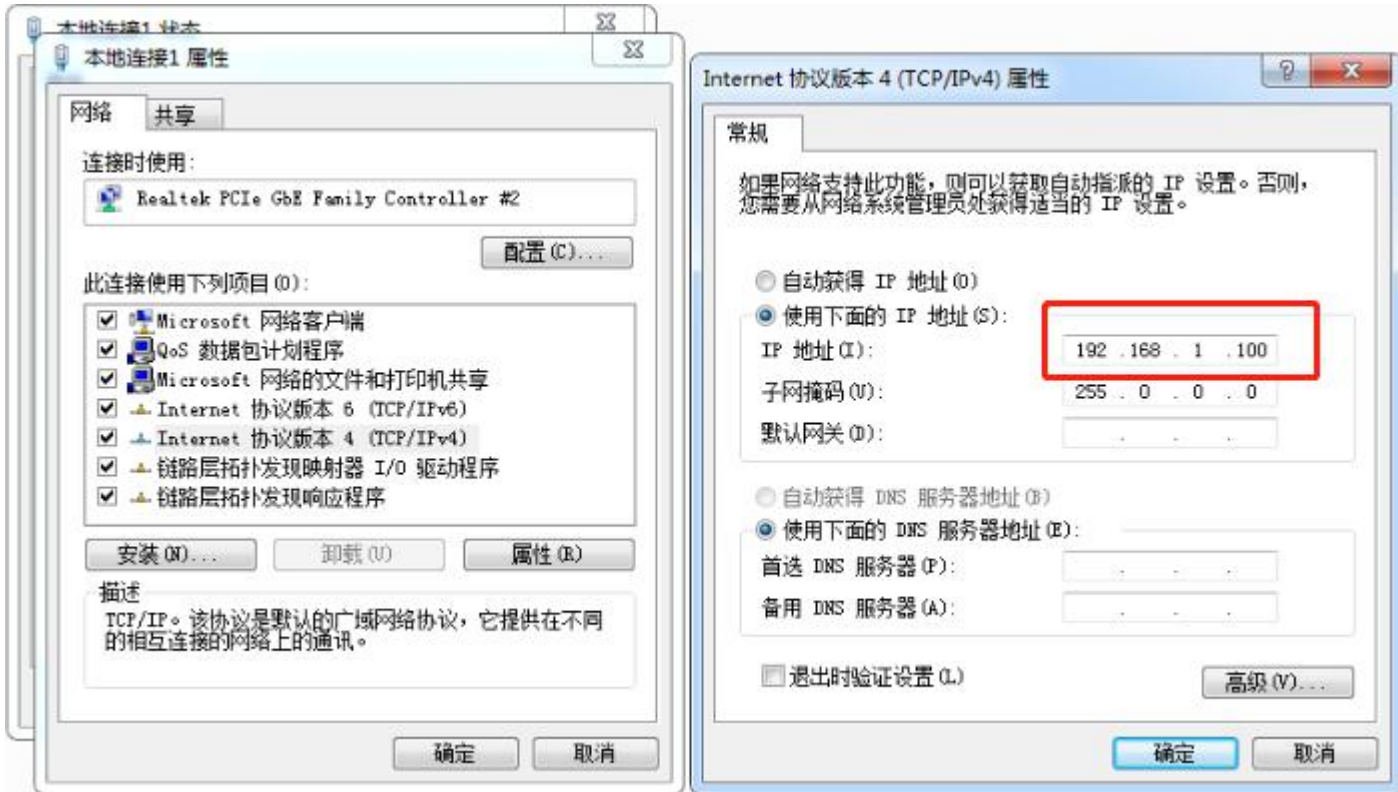 本地连接1 状态
本地连接1 属性
网络
共享
连接时使用:
Realtek PCIe GbE Family Controller #2
配置(C)...
此连接使用下列项目(O):
Microsoft 网络客户端
QoS 数据包计划程序
Microsoft 网络的文件和打印机共享
Internet 协议版本 6 (TCP/IPv6)
Internet 协议版本 4 (TCP/IPv4)
链路层拓扑发现映射器 I/O 驱动程序
链路层拓扑发现响应程序
安装(N)...
卸载(U)
属性(R)
描述
TCP/IP。该协议是默认的广域网络协议，它提供在不同
的相互连接的网络上的通讯。
确定
取消
Internet 协议版本 4 (TCP/IPv4) 属性
常规
如果网络支持此功能，则可以获取自动指派的 IP 设置。否则，
您需要从网络系统管理员处获得适当的 IP 设置。
自动获得 IP 地址(O)
使用下面的 IP 地址(S):
IP 地址(I): 192 . 168 . 1 . 100
子网掩码(U): 255 . 0 . 0 . 0
默认网关(D): . . .
自动获得 DNS 服务器地址(B)
使用下面的 DNS 服务器地址(E):
首选 DNS 服务器(P): . . .
备用 DNS 服务器(A): . . .
退出时验证设置(L)
高级(V)...
确定
取消